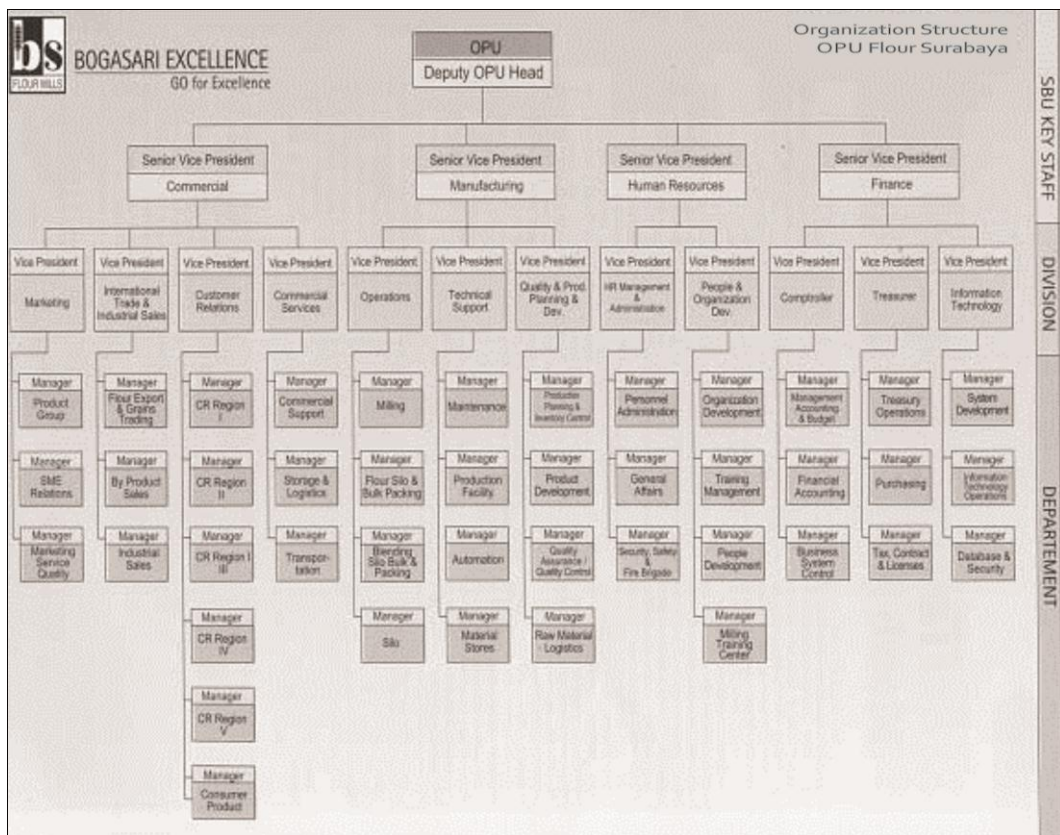 bs
FLOUR MILLS
BOGASARI EXCELLENCE
GO for Excellence
Organization Structure
OPU Flour Surabaya
OPU
Deputy OPU Head
SBU KEY STAFF
Senior Vice President
Commercial
Senior Vice President
Manufacturing
Senior Vice President
Human Resources
Senior Vice President
Finance
DIVISION
Vice President
Marketing
Vice President
International
Trade &
Industrial Sales
Vice President
Customer
Relations
Vice President
Commercial
Services
Vice President
Operations
Vice President
Technical
Support
Vice President
Quality & Prod.
Planning &
Dev.
Vice President
HR Management
&
Administration
Vice President
People &
Organization
Dev.
Vice President
Comptroller
Vice President
Treasurer
Vice President
Information
Technology
DEPARTEMENT
Manager
Product
Group
Manager
Flour Export
& Grains
Trading
Manager
CR Region
I
Manager
Commercial
Support
Manager
Milling
Manager
Maintenance
Manager
Production
Planning &
Inventory Control
Manager
Personnel
Administration
Manager
Organization
Development
Manager
Management
Accounting
& Budget
Manager
Treasury
Operations
Manager
System
Development
Manager
SME
Relations
Manager
By Product
Sales
Manager
CR Region
II
Manager
Storage &
Logistics
Manager
Flour Silo &
Bulk Packing
Manager
Production
Facility
Manager
Product
Development
Manager
General
Affairs
Manager
Training
Management
Manager
Financial
Accounting
Manager
Purchasing
Manager
Information
Technology
Operations
Manager
Marketing
Service
Quality
Manager
Industrial
Sales
Manager
CR Region I
III
Manager
Transpor-
tation
Manager
Blending
Silo Bulk &
Packing
Manager
Automation
Manager
Quality
Assurance /
Quality Control
Manager
Security, Safety
&
Fire Brigade
Manager
People
Development
Manager
Business
System
Control
Manager
Tax, Contract
& Licenses
Manager
Database &
Security
Manager
CR Region
IV
Manager
Silo
Manager
Material
Stores
Manager
Raw Material
Logistics
Manager
Milling
Training
Center
Manager
CR Region
V
Manager
Consumer
Product